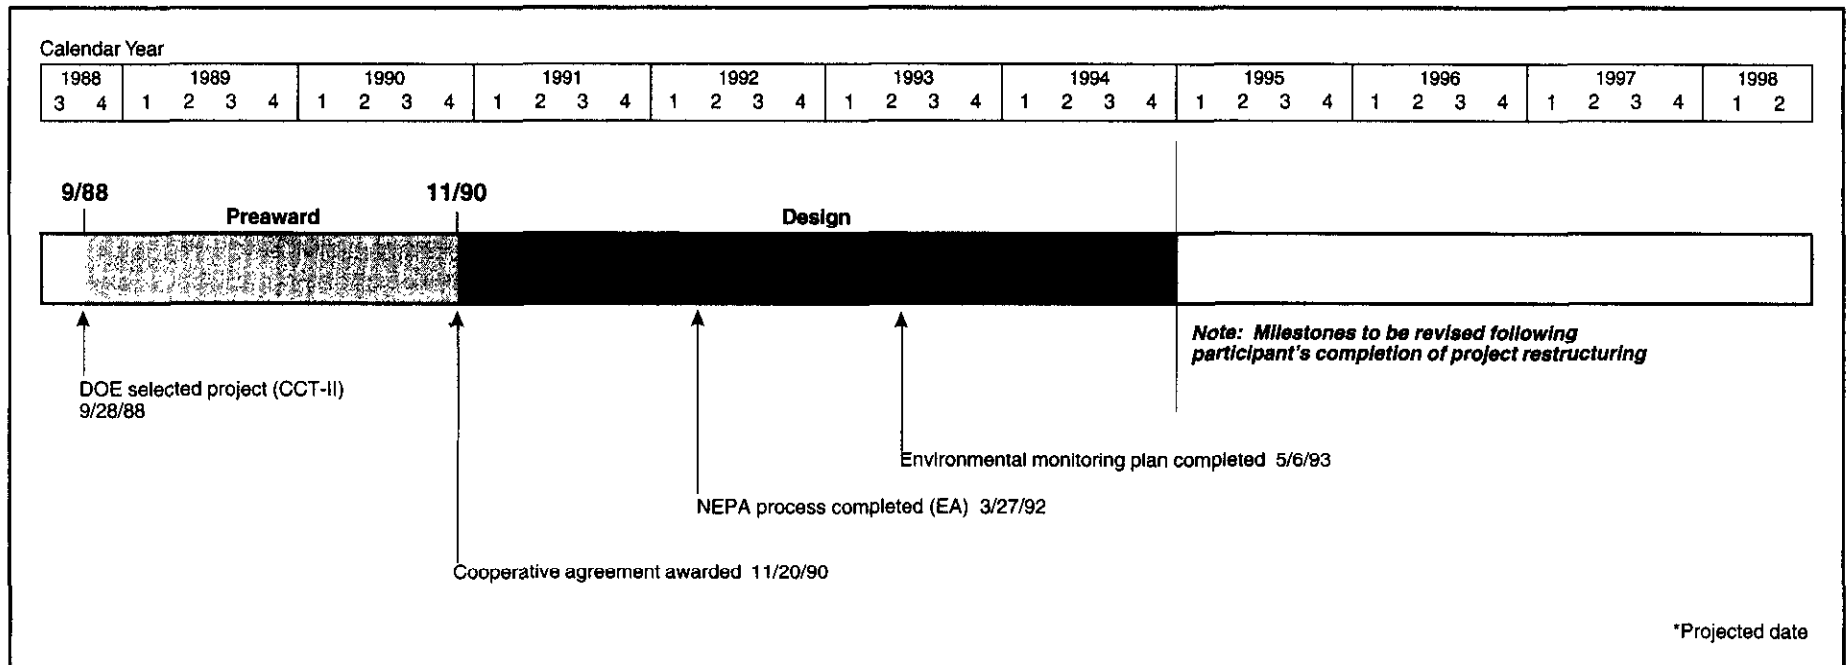 Calendar Year
1988 1989 1990 1991 1992 1993 1994 1995 1996 1997 1998
3 4 1 2 3 4 1 2 3 4 1 2 3 4 1 2 3 4 1 2 3 4 1 2 3 4 1 2 3 4 1 2 3 4 1 2 3 4 1 2
9/88 11/90
Preaward Design
Note: Milestones to be revised following
participant's completion of project restructuring
DOE selected project (CCT-II)
9/28/88
Environmental monitoring plan completed 5/6/93
NEPA process completed (EA) 3/27/92
Cooperative agreement awarded 11/20/90
*Projected date